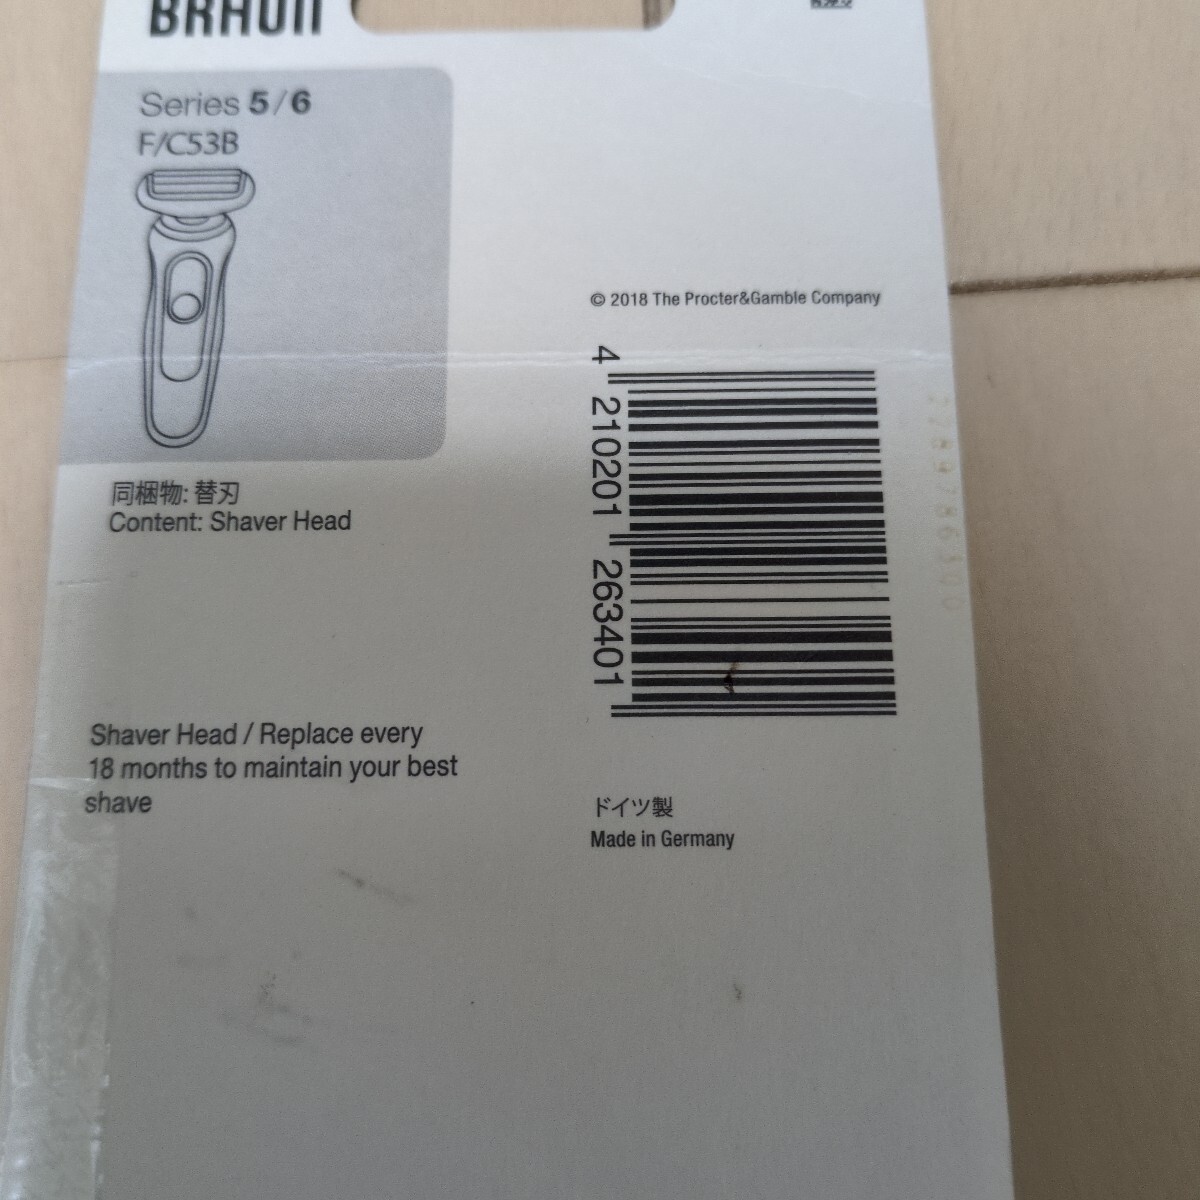 BRAUN
Series 5/6
F/C53B
© 2018 The Procter&Gamble Company
4 210201 263401
同梱物: 替刃
Content: Shaver Head
Shaver Head / Replace every
18 months to maintain your best
shave
ドイツ製
Made in Germany